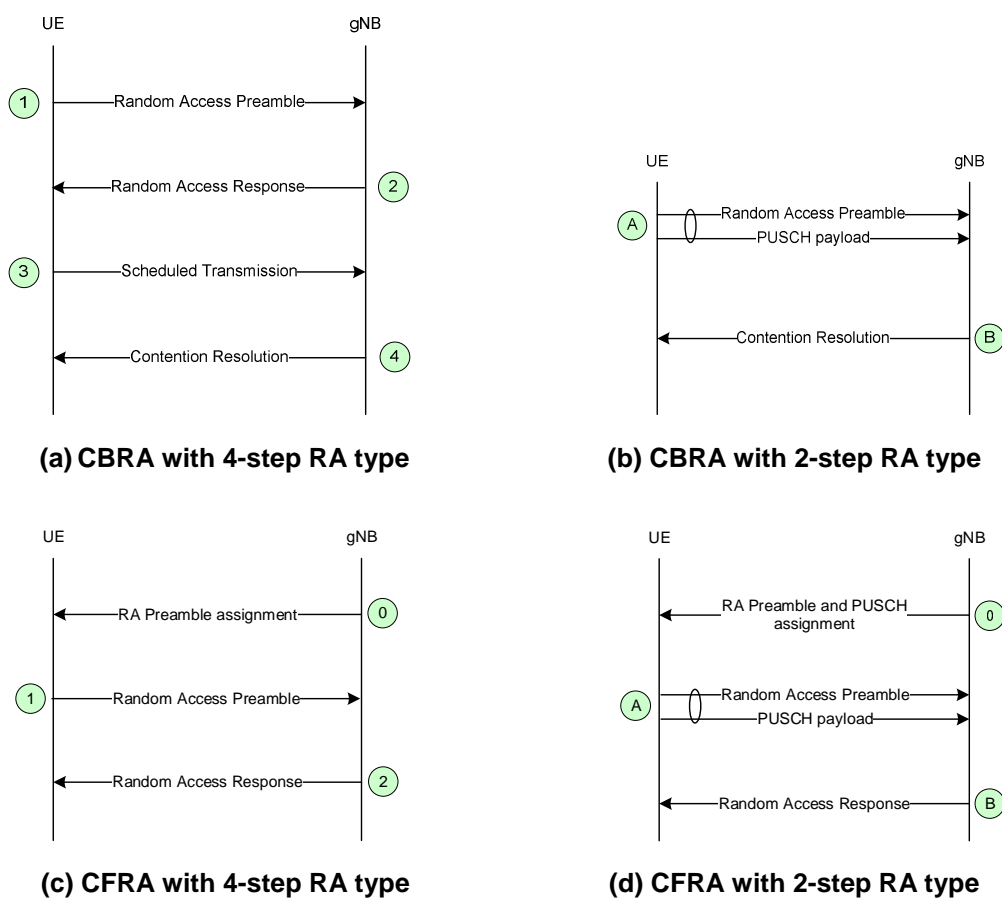 UE
gNB
1
Random Access Preamble
Random Access Response
2
3
Scheduled Transmission
Contention Resolution
4
(a) CBRA with 4-step RA type
UE
gNB
A
Random Access Preamble
PUSCH payload
Contention Resolution
B
(b) CBRA with 2-step RA type
UE
gNB
RA Preamble assignment
0
1
Random Access Preamble
Random Access Response
2
(c) CFRA with 4-step RA type
UE
gNB
RA Preamble and PUSCH
assignment
0
A
Random Access Preamble
PUSCH payload
Random Access Response
B
(d) CFRA with 2-step RA type